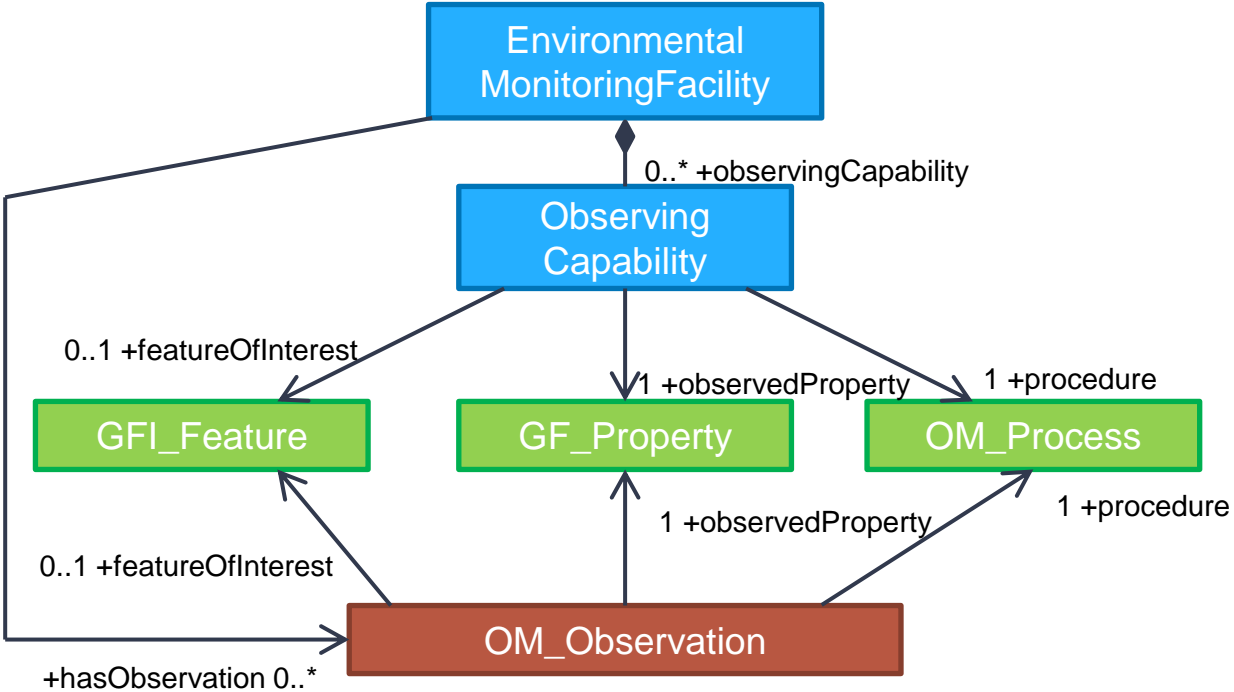 Environmental
MonitoringFacility
0..* +observingCapability
Observing
Capability
0..1 +featureOfInterest
1 +observedProperty
1 +procedure
GFI_Feature
GF_Property
OM_Process
1 +observedProperty
1 +procedure
0..1 +featureOfInterest
OM_Observation
+hasObservation 0..*